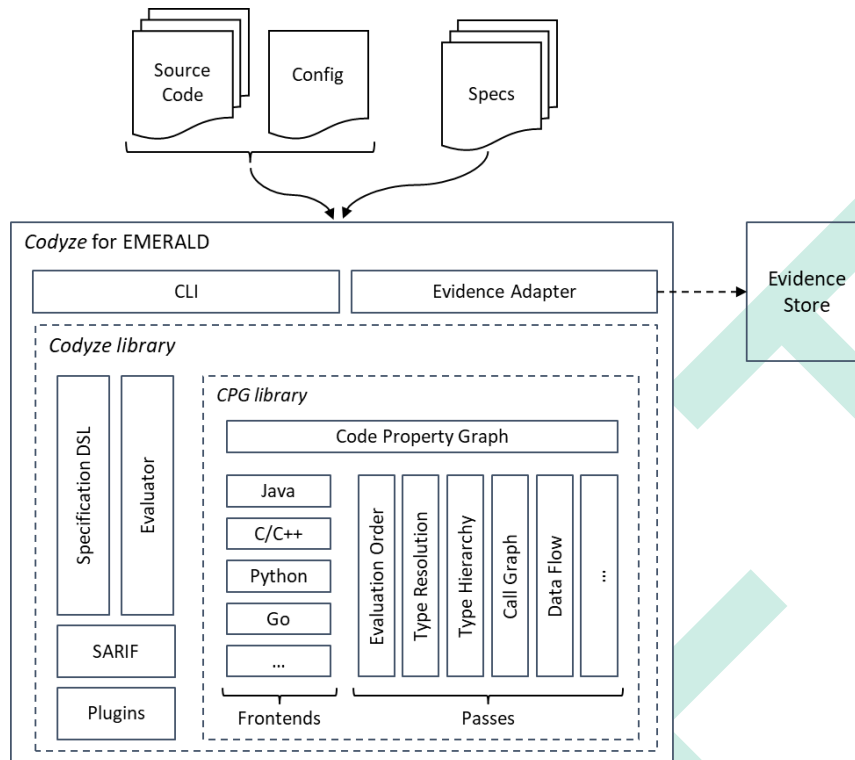 Source
Code
Config
Specs
Codyze for EMERALD
CLI
Evidence Adapter
Evidence
Store
Codyze library
Specification DSL
Evaluator
SARIF
Plugins
CPG library
Code Property Graph
Java
C/C++
Python
Go
...
Frontends
Evaluation Order
Type Resolution
Type Hierarchy
Call Graph
Data Flow
...
Passes